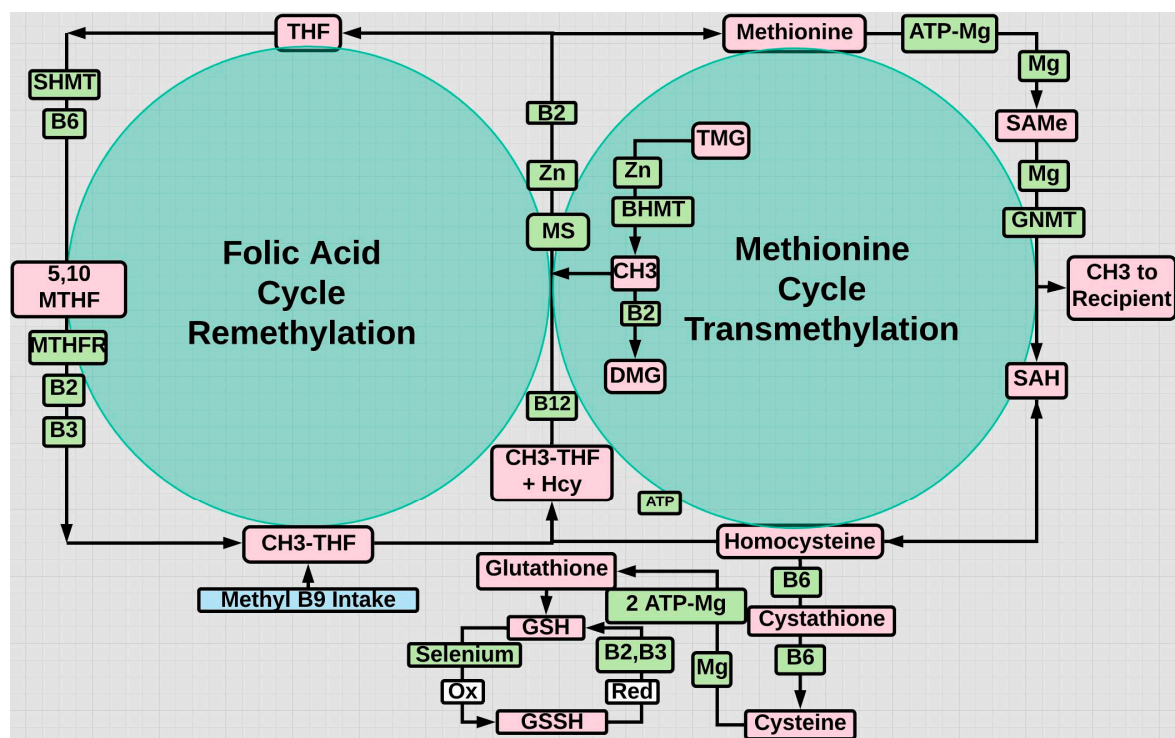 THF
Methionine
ATP-Mg
SHMT
Mg
B6
B2
SAMe
TMG
Zn
Zn
Mg
BHMT
MS
GNMT
Folic Acid
Cycle
Remethylation
Methionine
Cycle
Transmethylation
5,10
MTHF
CH3
CH3 to
Recipient
B2
MTHFR
B2
DMG
SAH
B3
B12
CH3-THF
+ Hcy
ATP
CH3-THF
Homocysteine
Methyl B9 Intake
Glutathione
B6
2 ATP-Mg
Cystathione
GSH
Selenium
B2,B3
B6
Mg
Ox
Red
GSSH
Cysteine